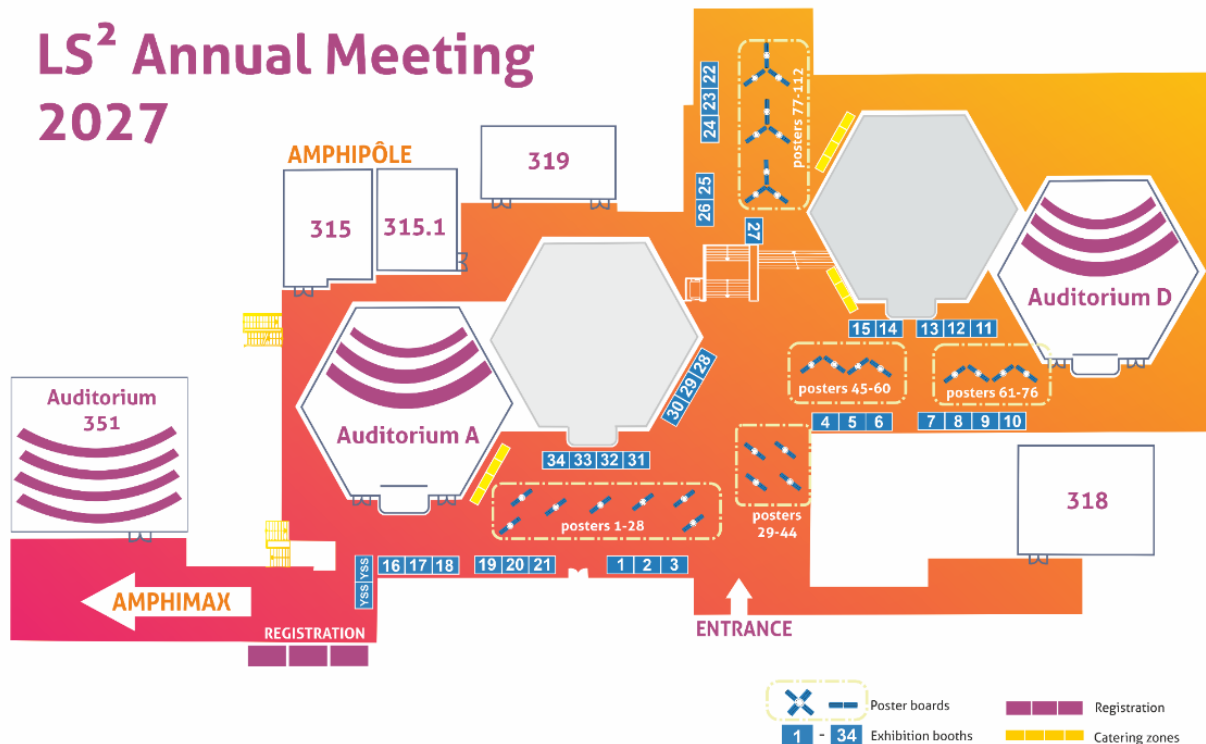 LS² Annual Meeting
2027
AMPHIPÔLE
319
315
315.1
22
23
24
25
26
27
posters 77-112
Auditorium D
15 14
13 12 11
posters 45-60
posters 61-76
4 5 6
7 8 9 10
28
29
30
Auditorium
351
Auditorium A
34 33 32 31
posters 1-28
posters
29-44
318
YSS YSS
16 17 18
19 20 21
1 2 3
AMPHIMAX
REGISTRATION
ENTRANCE
Poster boards
Registration
1 - 34 Exhibition booths
Catering zones